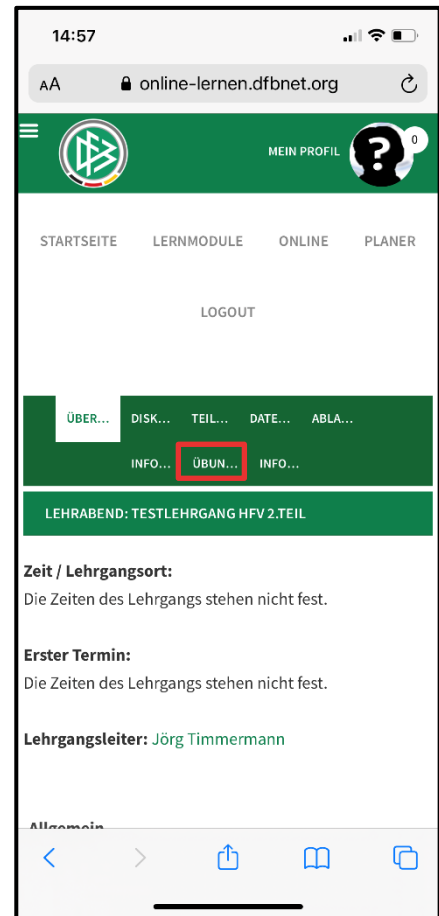 14:57
AA online-lernen.dfbnet.org
MEIN PROFIL ? 0
STARTSEITE LERNMODULE ONLINE PLANER
LOGOUT
ÜBER... DISK... TEIL... DATE... ABLA...
INFO... ÜBUN... INFO...
LEHRABEND: TESTLEHRGANG HFV 2.TEIL
Zeit / Lehrgangsort:
Die Zeiten des Lehrgangs stehen nicht fest.
Erster Termin:
Die Zeiten des Lehrgangs stehen nicht fest.
Lehrgangsleiter: Jörg Timmermann
Allgemein